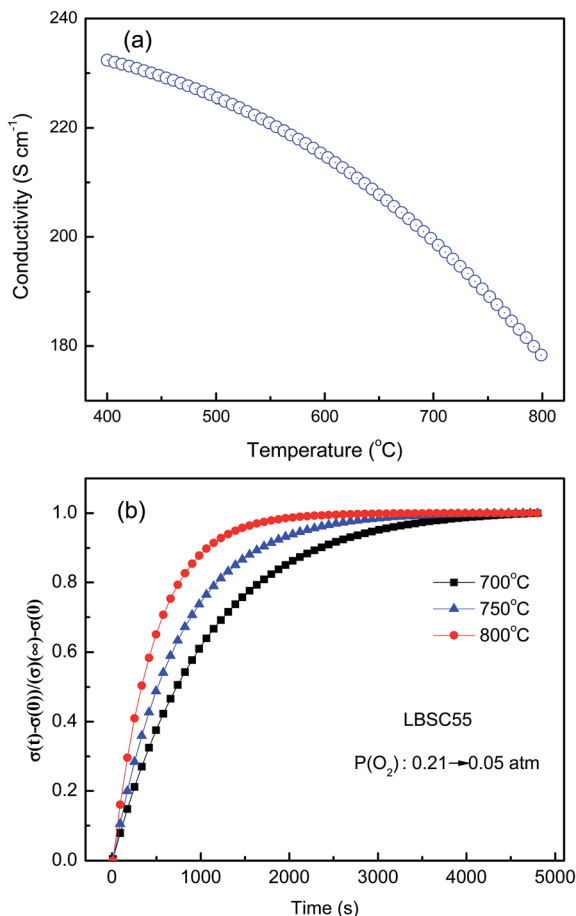 (a)
240
220
200
180
Conductivity (S cm⁻¹)
400 500 600 700 800
Temperature (°C)
(b)
1.0
0.8
0.6
0.4
0.2
0.0
σ(t)-σ(0))/(σ)(∞)-σ(0)
700°C
750°C
800°C
LBSC55
P(O₂) : 0.21→0.05 atm
0 1000 2000 3000 4000 5000
Time (s)